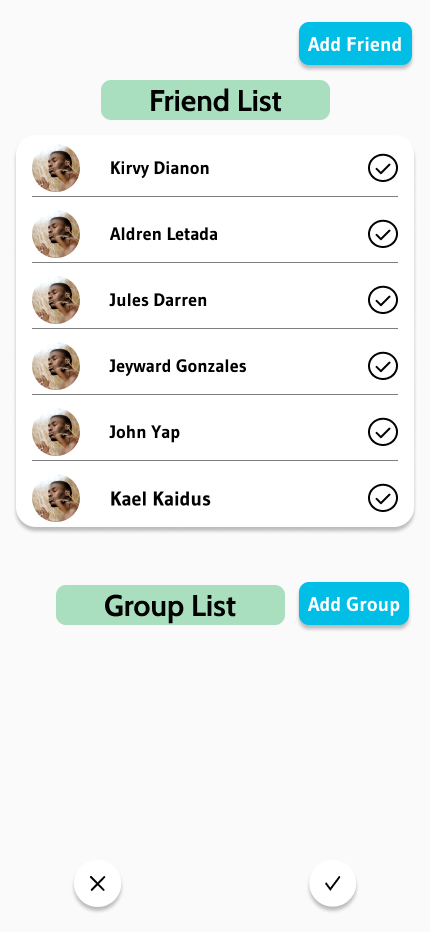 Add Friend
Friend List
Kirvy Dianon
Aldren Letada
Jules Darren
Jeyward Gonzales
John Yap
Kael Kaidus
Group List
Add Group